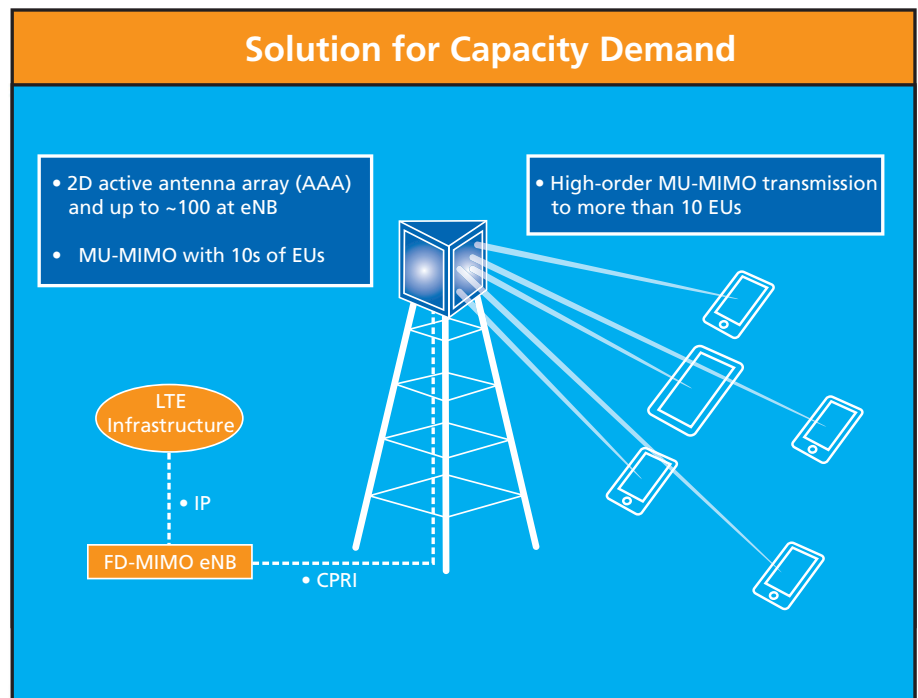 Solution for Capacity Demand
• 2D active antenna array (AAA)
and up to ~100 at eNB
• MU-MIMO with 10s of EUs
• High-order MU-MIMO transmission
to more than 10 EUs
LTE
Infrastructure
• IP
FD-MIMO eNB
• CPRI